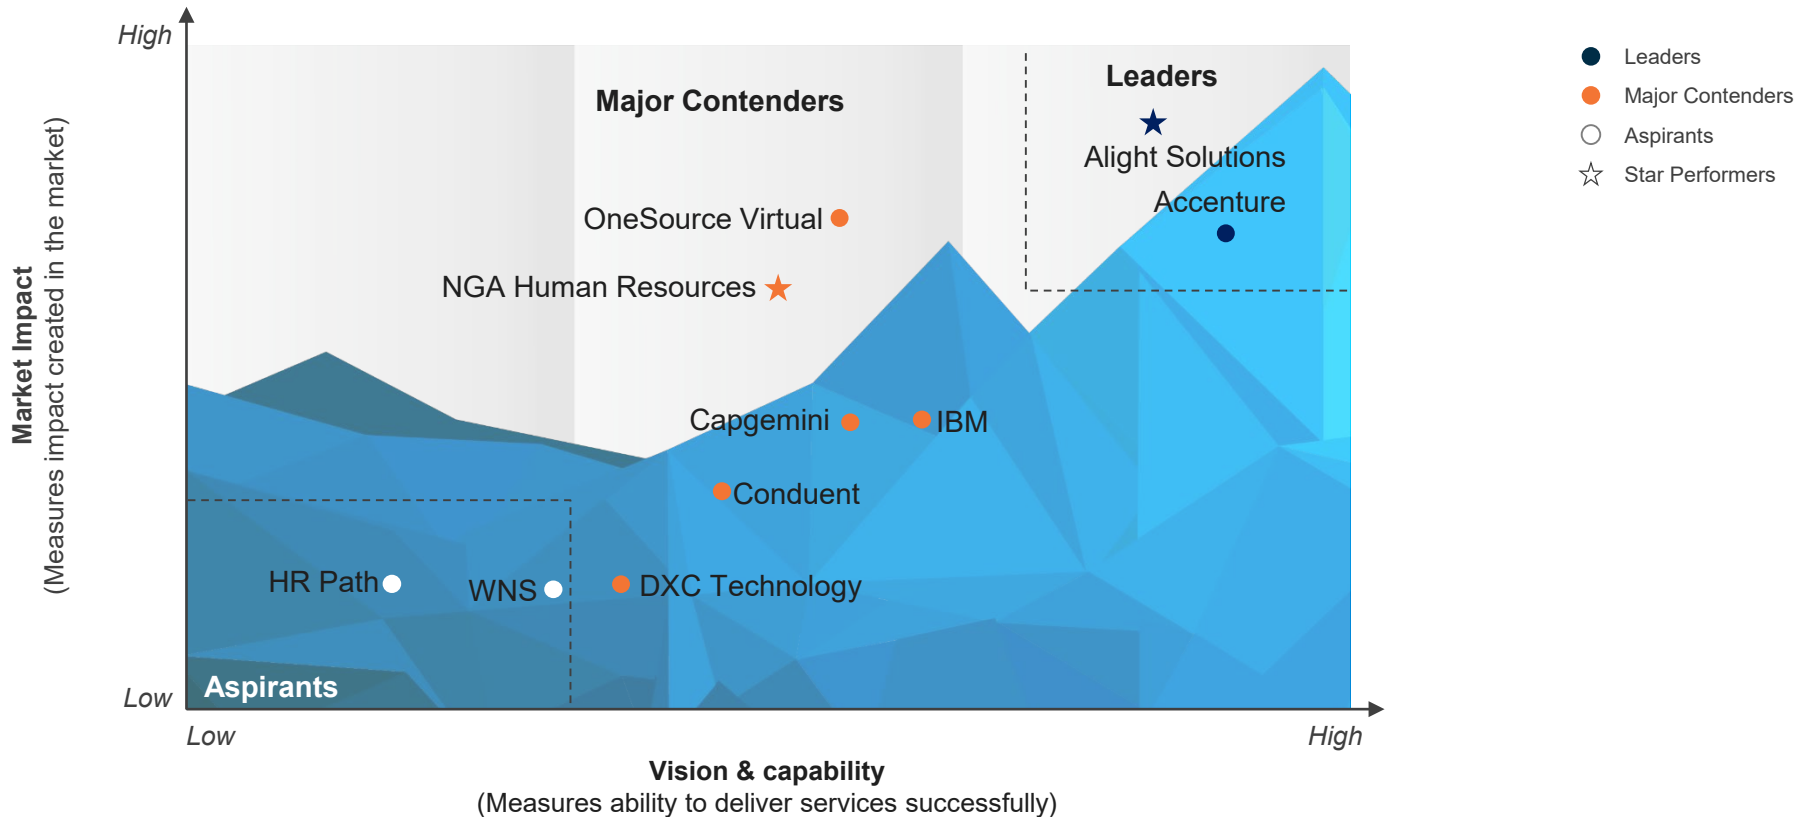 High
Market Impact
(Measures impact created in the market)
Major Contenders
Leaders
Alight Solutions
Accenture
OneSource Virtual
NGA Human Resources
Capgemini
IBM
Conduent
HR Path
WNS
DXC Technology
Aspirants
Low
Low
High
Vision & capability
(Measures ability to deliver services successfully)
Leaders
Major Contenders
Aspirants
Star Performers